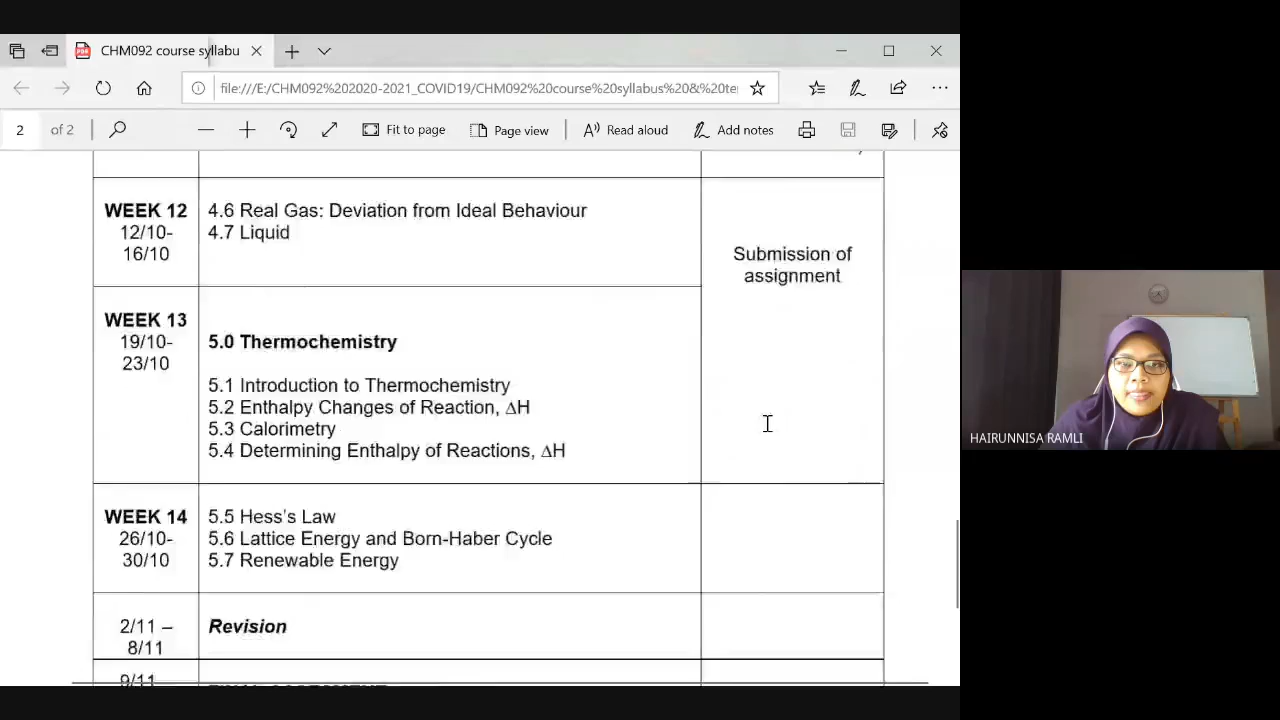 CHM092 course syllabu
file:///E:/CHM092%202020-2021_COVID19/CHM092%20course%20syllabus%20&%20te
2 of 2
Fit to page
Page view
Read aloud
Add notes
WEEK 12
12/10-
16/10
4.6 Real Gas: Deviation from Ideal Behaviour
4.7 Liquid
Submission of
assignment
WEEK 13
19/10-
23/10
5.0 Thermochemistry
5.1 Introduction to Thermochemistry
5.2 Enthalpy Changes of Reaction, ∆H
5.3 Calorimetry
5.4 Determining Enthalpy of Reactions, ∆H
WEEK 14
26/10-
30/10
5.5 Hess's Law
5.6 Lattice Energy and Born-Haber Cycle
5.7 Renewable Energy
2/11 –
8/11
Revision
9/11
HAIRUNNISA RAMLI